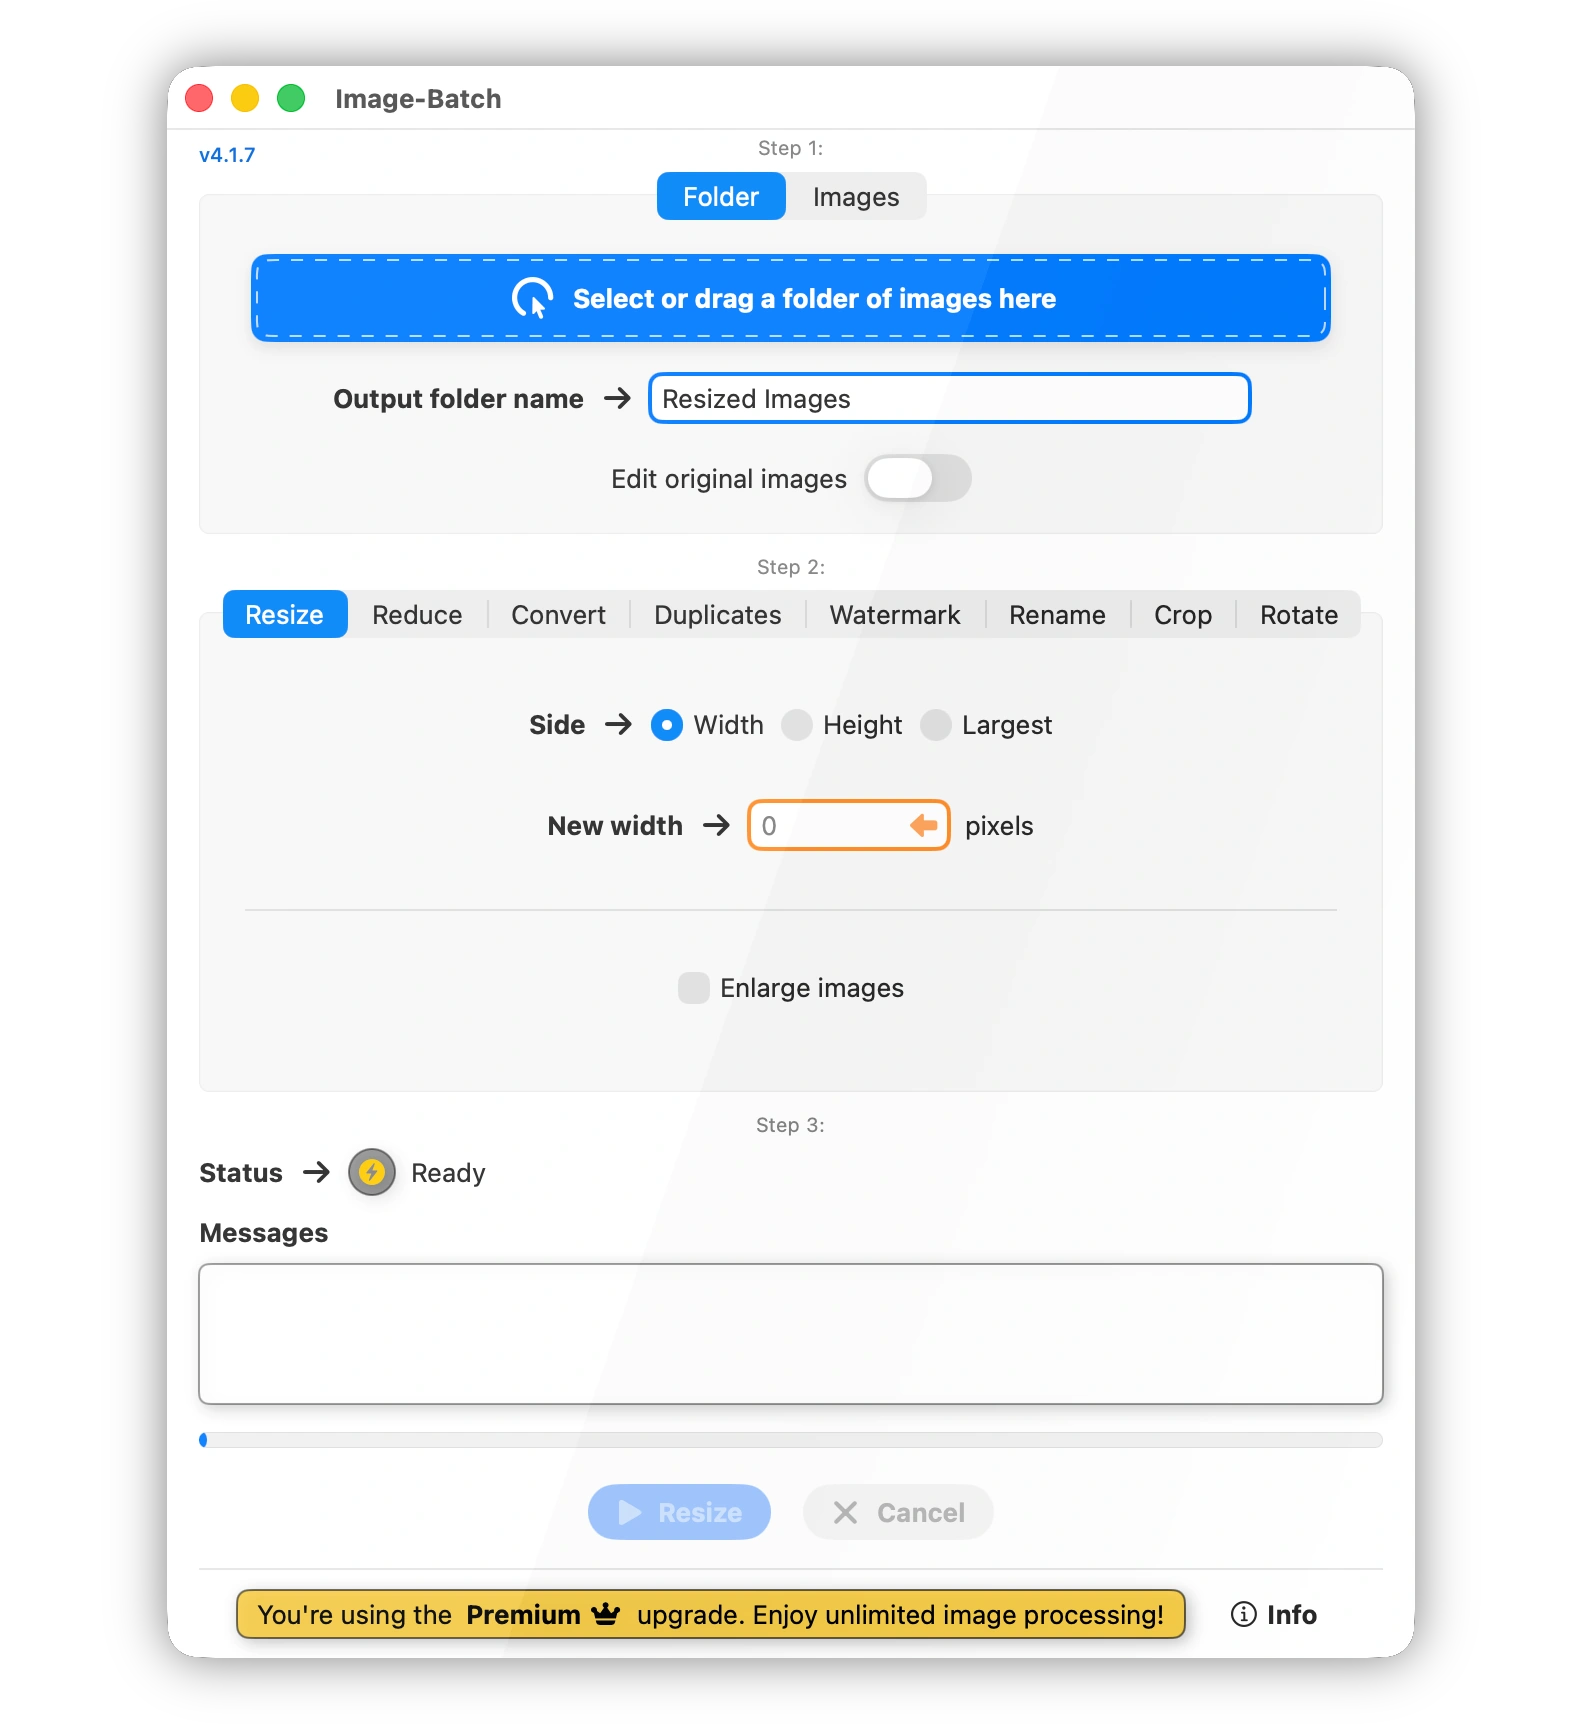 Image-Batch
v4.1.7
Step 1:
Folder Images
Select or drag a folder of images here
Output folder name → Resized Images
Edit original images
Step 2:
Resize Reduce Convert Duplicates Watermark Rename Crop Rotate
Side → Width Height Largest
New width → 0 pixels
Enlarge images
Step 3:
Status → Ready
Messages
Resize Cancel
You're using the Premium upgrade. Enjoy unlimited image processing! Info